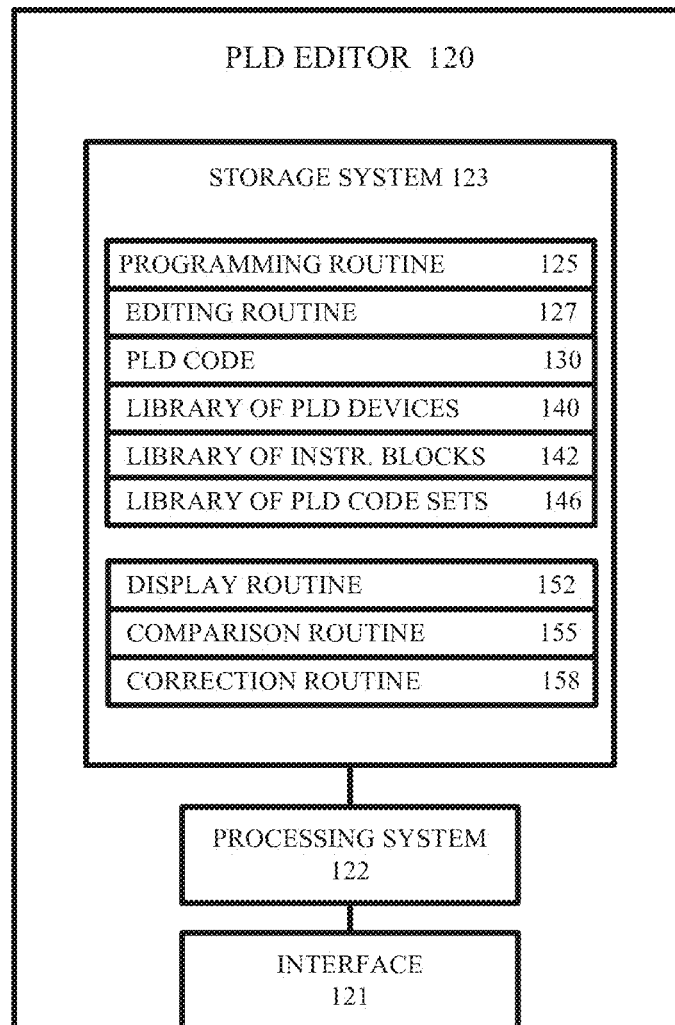 PLD EDITOR 120
STORAGE SYSTEM 123
PROGRAMMING ROUTINE 125
EDITING ROUTINE 127
PLD CODE 130
LIBRARY OF PLD DEVICES 140
LIBRARY OF INSTR. BLOCKS 142
LIBRARY OF PLD CODE SETS 146
DISPLAY ROUTINE 152
COMPARISON ROUTINE 155
CORRECTION ROUTINE 158
PROCESSING SYSTEM
122
INTERFACE
121